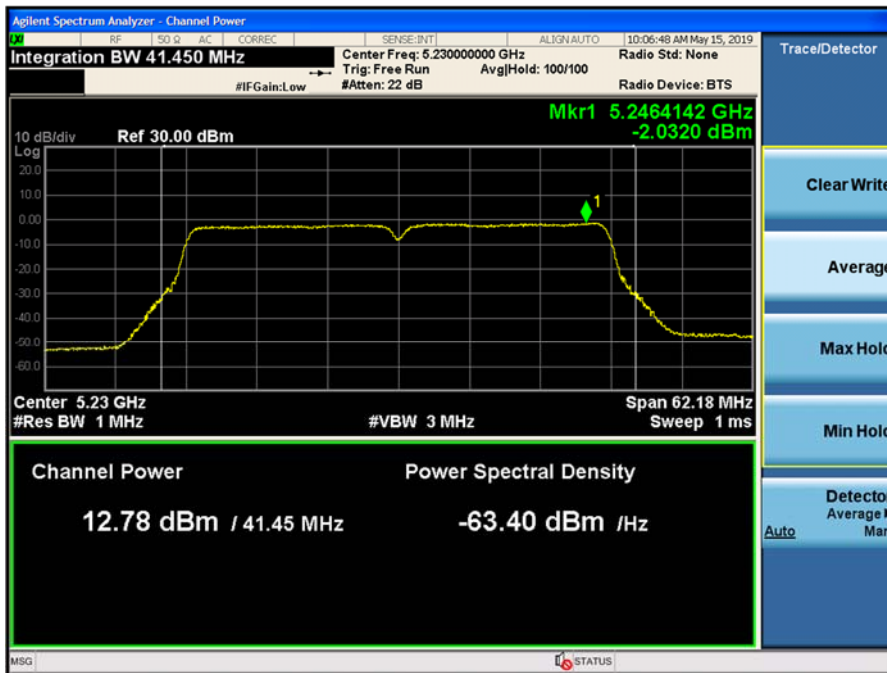 Agilent Spectrum Analyzer - Channel Power
LXI RF 50 Ω AC CORREC SENSE:INT ALIGN AUTO 10:06:48 AM May 15, 2019
Integration BW 41.450 MHz
Center Freq: 5.230000000 GHz
Radio Std: None
Trig: Free Run Avg|Hold: 100/100
#IFGain:Low
#Atten: 22 dB
Radio Device: BTS
Mkr1 5.2464142 GHz
-2.0320 dBm
10 dB/div Ref 30.00 dBm
Log
20.0
10.0
0.00
-10.0
-20.0
-30.0
-40.0
-50.0
-60.0
1
Center 5.23 GHz Span 62.18 MHz
#Res BW 1 MHz #VBW 3 MHz Sweep 1 ms
Channel Power
12.78 dBm / 41.45 MHz
Power Spectral Density
-63.40 dBm /Hz
Trace/Detector
Clear Write
Average
Max Hold
Min Hold
Detecto
Average
Auto Man
MSG STATUS